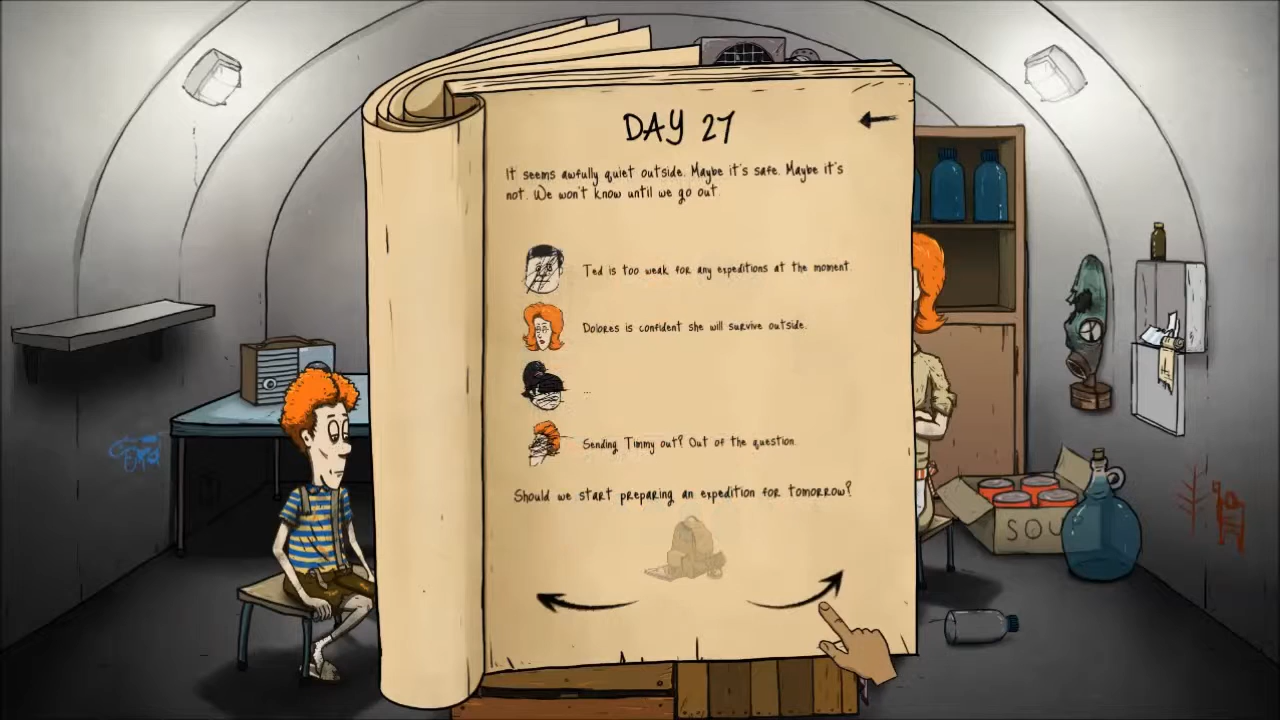 DAY 27
It seems awfully quiet outside. Maybe it's safe. Maybe it's
not. We won't know until we go out.
Ted is too weak for any expeditions at the moment.
Dolores is confident she will survive outside.
...
Sending Timmy out? Out of the question.
Should we start preparing an expedition for tomorrow?
SOU